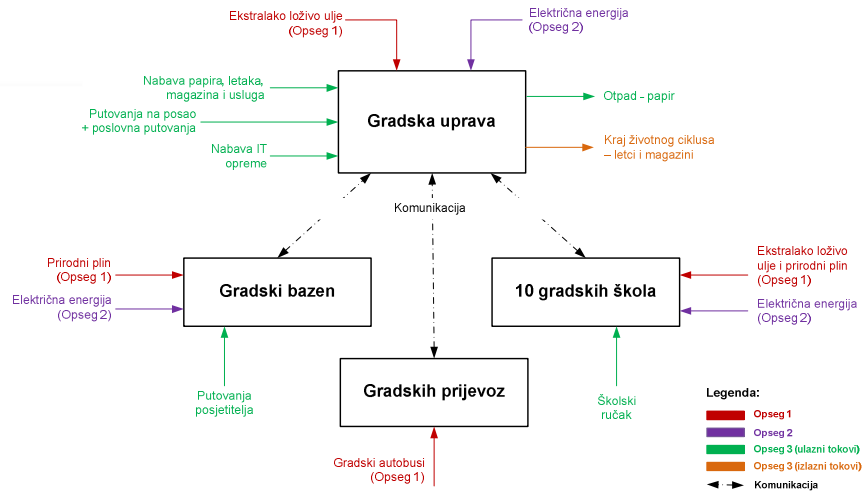 Ekstralako loživo ulje
(Opseg 1)
Električna energija
(Opseg 2)
Nabava papira, letaka,
magazina i usluga
Putovanja na posao
+ poslovna putovanja
Nabava IT
opreme
Gradska uprava
Otpad - papir
Kraj životnog ciklusa
– letci i magazini
Komunikacija
Prirodni plin
(Opseg 1)
Električna energija
(Opseg 2)
Gradski bazen
Putovanja
posjetitelja
10 gradskih škola
Ekstralako loživo
ulje i prirodni plin
(Opseg 1)
Električna energija
(Opseg 2)
Školski
ručak
Gradskih prijevoz
Gradski autobusi
(Opseg 1)
Legenda:
Opseg 1
Opseg 2
Opseg 3 (ulazni tokovi)
Opseg 3 (izlazni tokovi)
Komunikacija